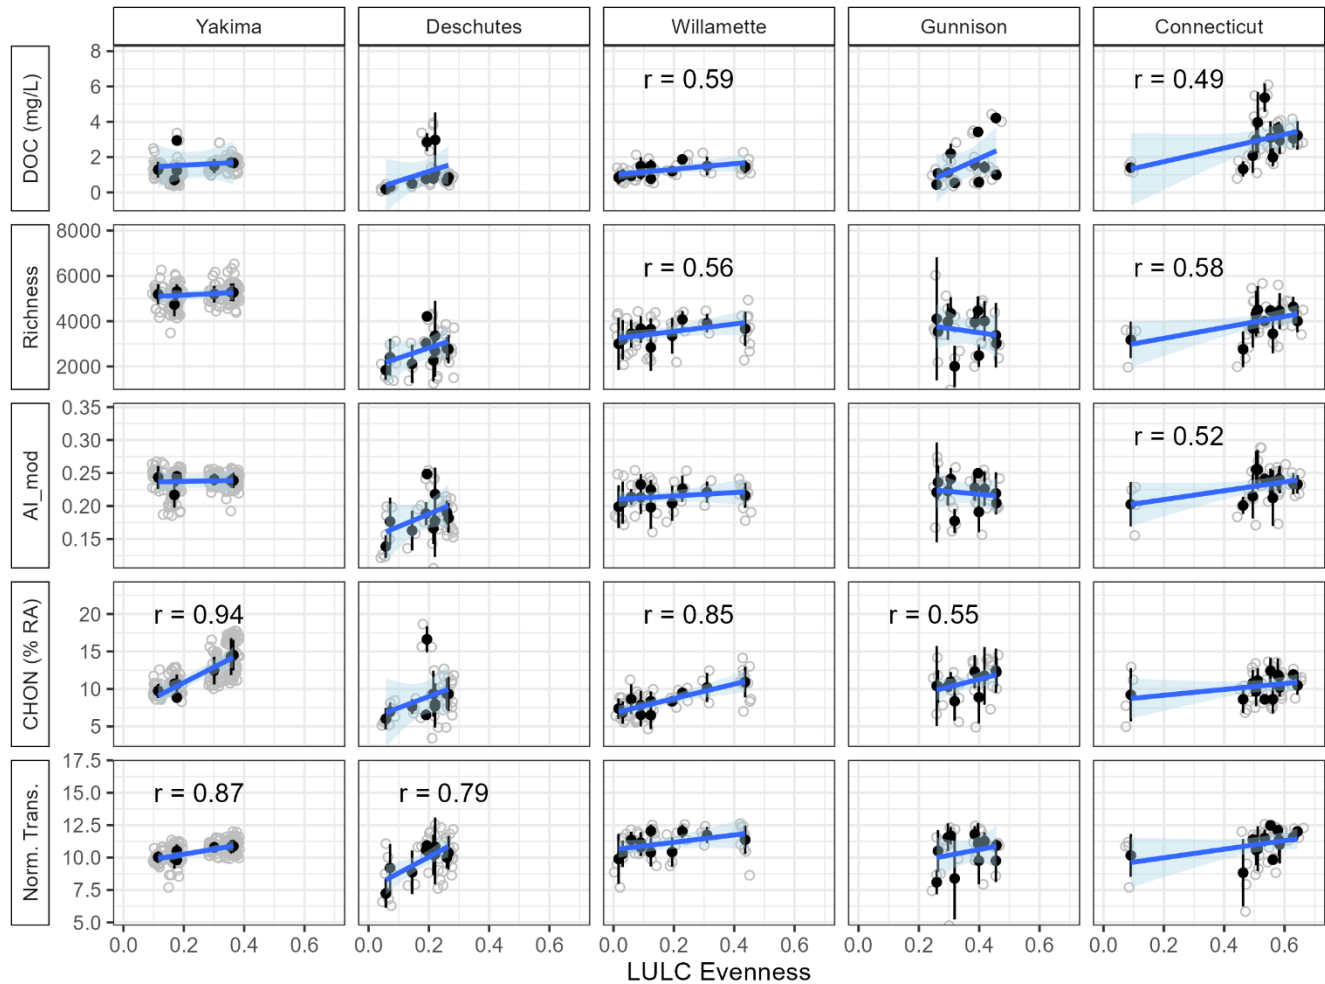 Yakima Deschutes Willamette Gunnison Connecticut
DOC (mg/L)
8
6
4
2
0
r = 0.59
r = 0.49
Richness
8000
6000
4000
2000
r = 0.56
r = 0.58
AI_mod
0.35
0.30
0.25
0.20
0.15
r = 0.52
CHON (% RA)
20
15
10
5
r = 0.94
r = 0.85
r = 0.55
Norm. Trans.
17.5
15.0
12.5
10.0
7.5
5.0
r = 0.87
r = 0.79
0.0 0.2 0.4 0.6 0.0 0.2 0.4 0.6 0.0 0.2 0.4 0.6 0.0 0.2 0.4 0.6 0.0 0.2 0.4 0.6
LULC Evenness